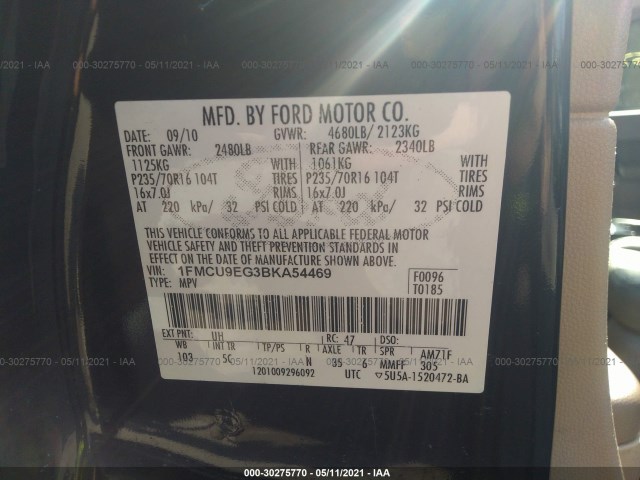 000-30275770 - 05/11/2021 - IAA
MFD. BY FORD MOTOR CO.
DATE: 09/10 GVWR: 4680LB/ 2123KG
FRONT GAWR: 2480LB REAR GAWR: 2340LB
1125KG WITH 1061KG WITH
P235/70R16 104T TIRES P235/70R16 104T TIRES
16x7.0J RIMS 16x7.0J RIMS
AT 220 kPa/ 32 PSI COLD AT 220 kPa/ 32 PSI COLD
THIS VEHICLE CONFORMS TO ALL APPLICABLE FEDERAL MOTOR
VEHICLE SAFETY AND THEFT PREVENTION STANDARDS IN
EFFECT ON THE DATE OF MANUFACTURE SHOWN ABOVE.
VIN: 1FMCU9EG3BKA54469 F0096
TYPE: MPV T0185
EXT PNT: UH RC: 47 DSO:
WB INT TR TP/PS R AXLE TR SPR AM71F
103 5C N 35 6 MMFF 305
1201009296092 UTC ▽5U5A-1520472-BA
000-30275770 - 05/11/2021 - IAA